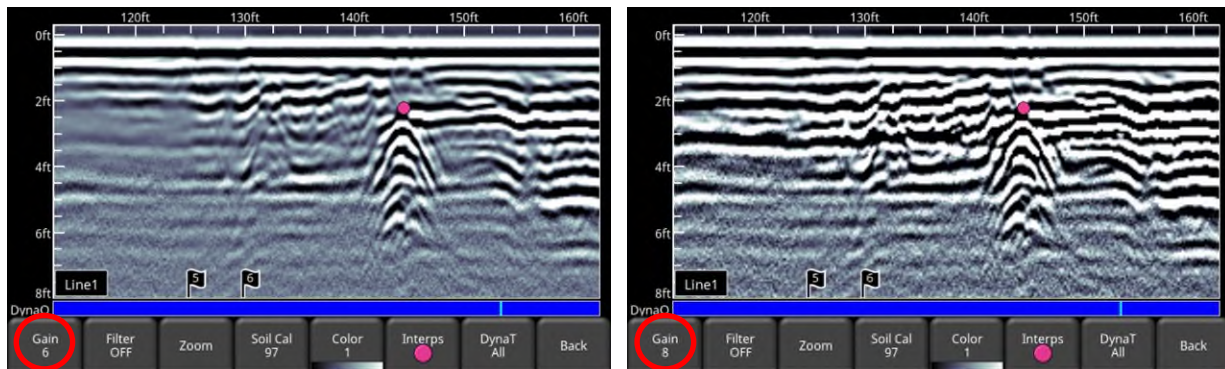 120ft 130ft 140ft 150ft 160ft
0ft
2ft
4ft
6ft
8ft
5 6
Line1
DynaQ
Gain 6
Filter OFF
Zoom
Soil Cal 97
Color 1
Interps
DynaT All
Back
120ft 130ft 140ft 150ft 160ft
0ft
2ft
4ft
6ft
8ft
5 6
Line1
DynaQ
Gain 8
Filter OFF
Zoom
Soil Cal 97
Color 1
Interps
DynaT All
Back